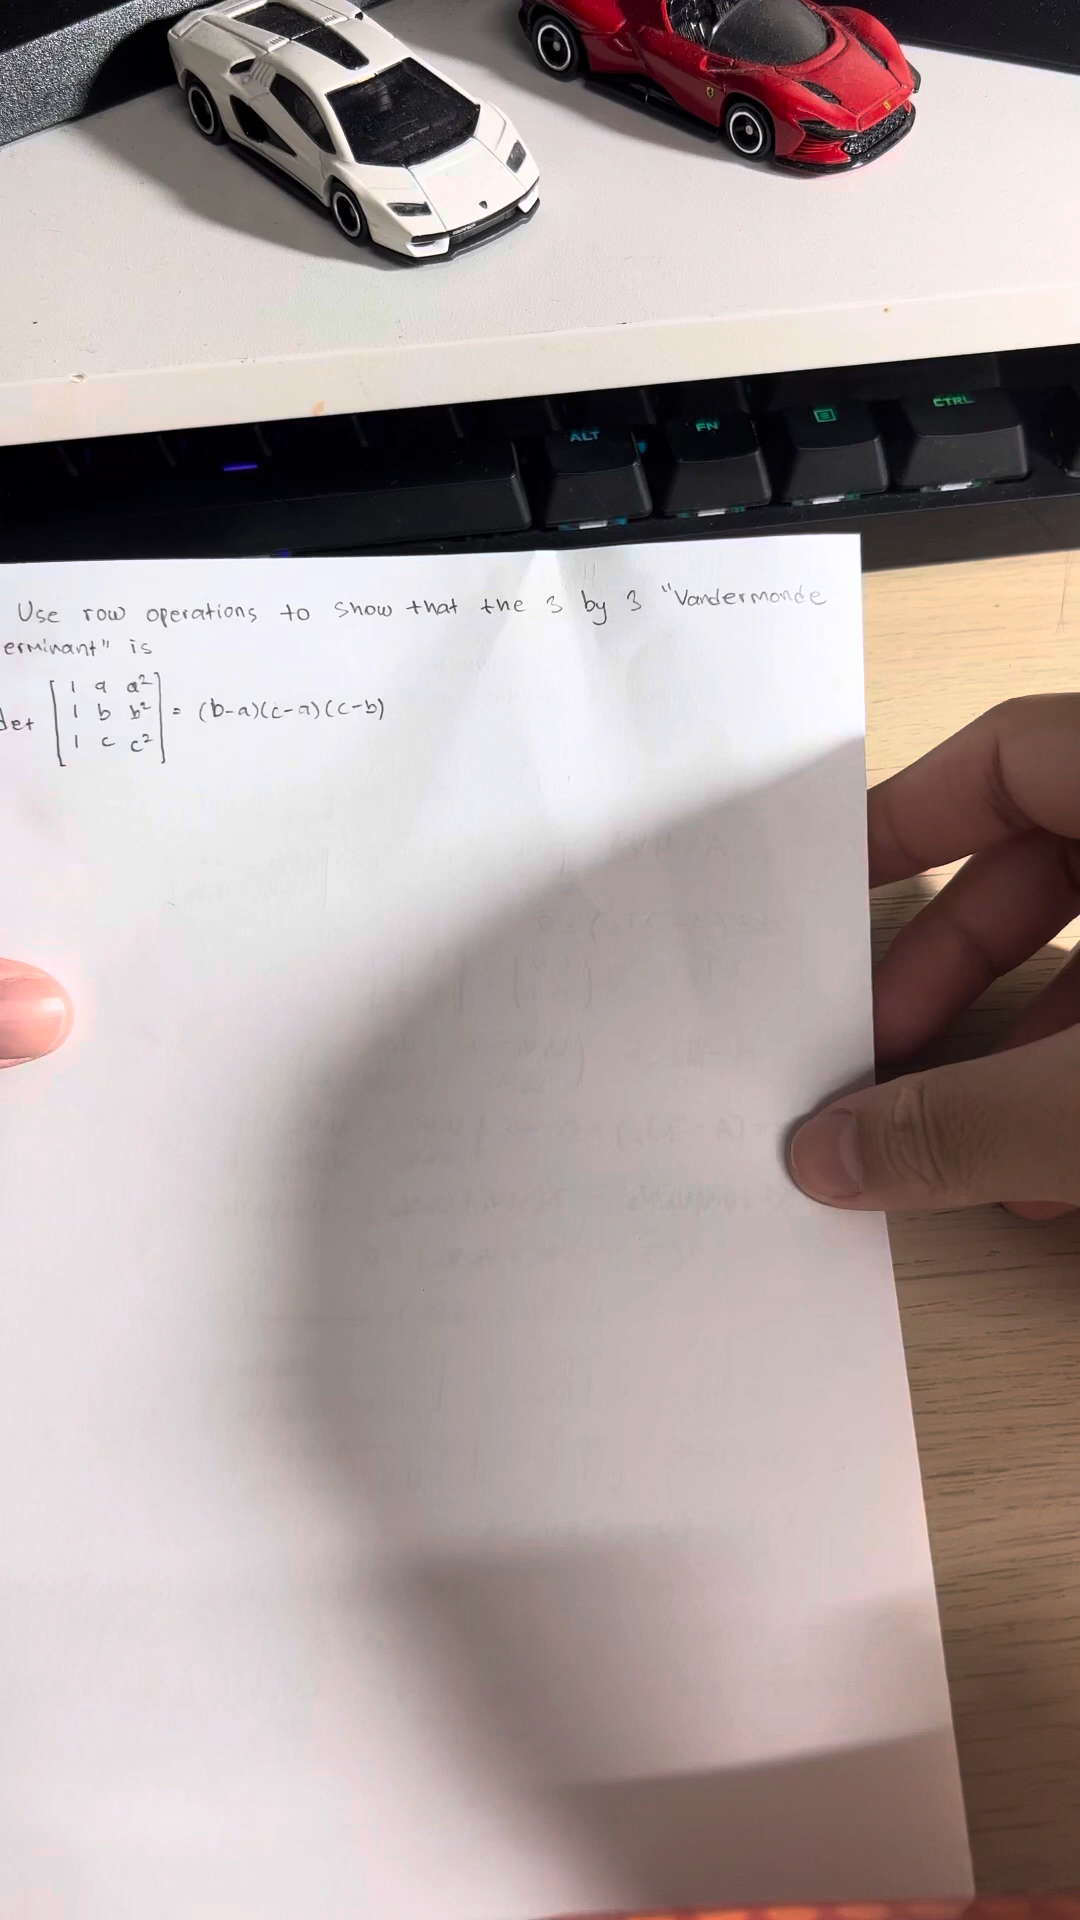 ALT FN CTRL
Use row operations to show that the 3 by 3 "Vandermonde
erminant" is
det [1 a a²
1 b b²
1 c c²] = (b-a)(c-a)(c-b)